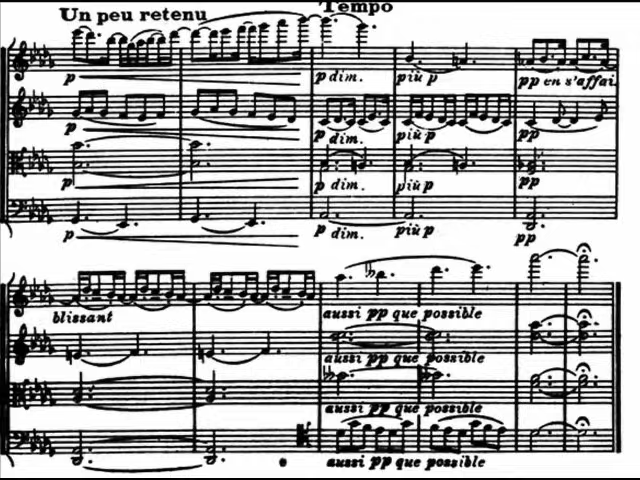 Un peu retenu
Tempo
p
p dim.
più p
pp en s'affai
p
p dim.
più p
pp
p
p dim.
più p
pp
p
p dim.
più p
pp
blissant
aussi pp que possible
aussi pp que possible
aussi pp que possible
aussi pp que possible